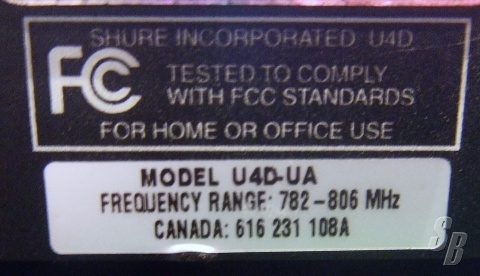 SHURE INCORPORATED U4D
FC
TESTED TO COMPLY
WITH FCC STANDARDS
FOR HOME OR OFFICE USE
MODEL U4D-UA
FREQUENCY RANGE: 782-806 MHz
CANADA: 616 231 108A
SB